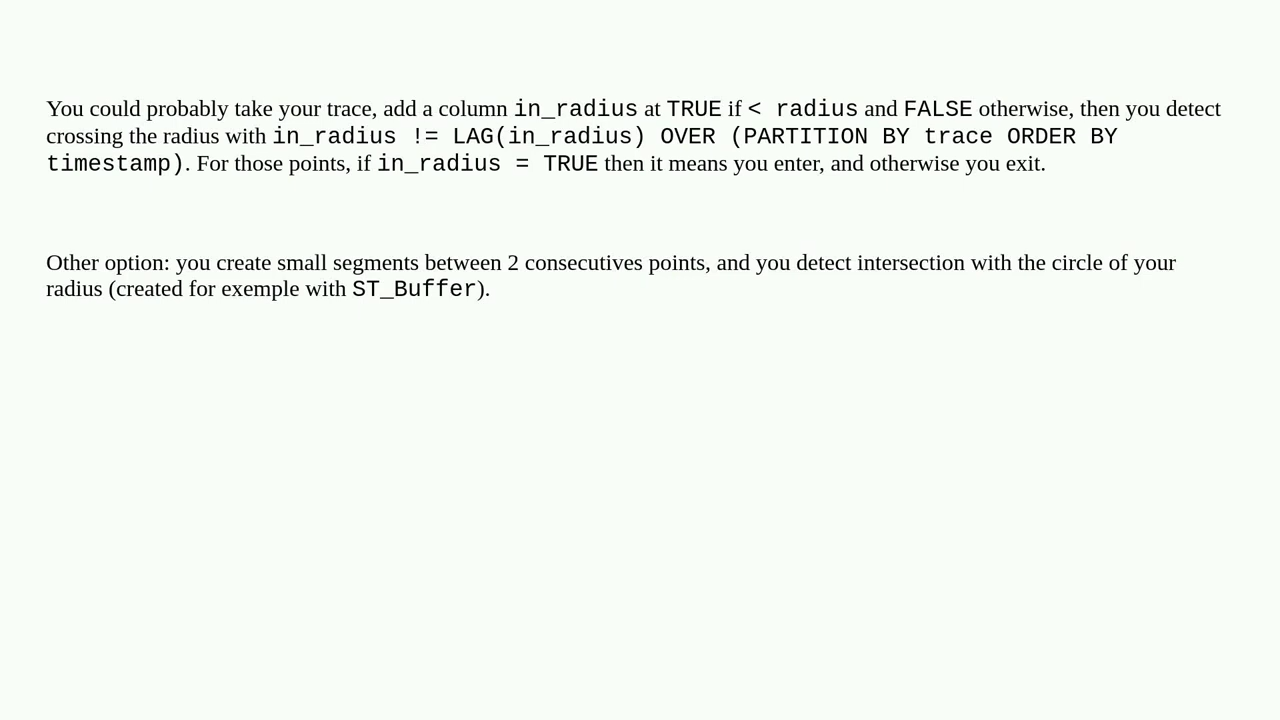 You could probably take your trace, add a column in_radius at TRUE if < radius and FALSE otherwise, then you detect
crossing the radius with in_radius != LAG(in_radius) OVER (PARTITION BY trace ORDER BY
timestamp). For those points, if in_radius = TRUE then it means you enter, and otherwise you exit.
Other option: you create small segments between 2 consecutives points, and you detect intersection with the circle of your
radius (created for exemple with ST_Buffer).